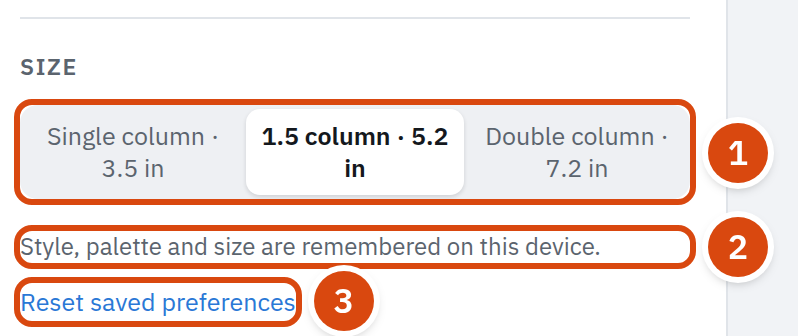 SIZE
Single column · 3.5 in
1.5 column · 5.2 in
Double column · 7.2 in
1
Style, palette and size are remembered on this device.
2
Reset saved preferences
3